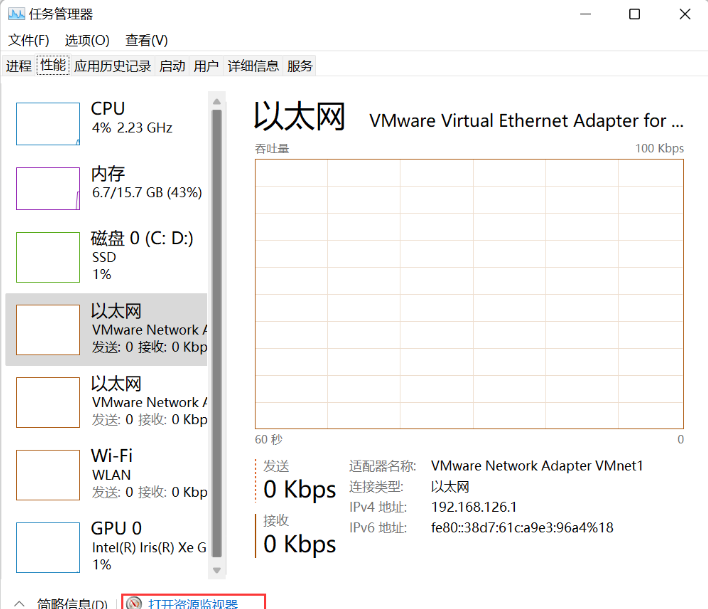 任务管理器
文件(F) 选项(O) 查看(V)
进程 性能 应用历史记录 启动 用户 详细信息 服务
CPU
4% 2.23 GHz
内存
6.7/15.7 GB (43%)
磁盘 0 (C: D:)
SSD
1%
以太网
VMware Network A
发送: 0 接收: 0 Kbp
以太网
VMware Network A
发送: 0 接收: 0 Kbp
Wi-Fi
WLAN
发送: 0 接收: 0 Kbp
GPU 0
Intel(R) Iris(R) Xe G
1%
以太网 VMware Virtual Ethernet Adapter for ...
吞吐量 100 Kbps
60 秒 0
发送
0 Kbps
接收
0 Kbps
适配器名称: VMware Network Adapter VMnet1
连接类型: 以太网
IPv4 地址: 192.168.126.1
IPv6 地址: fe80::38d7:61c:a9e3:96a4%18
简略信息(D) 打开资源监视器